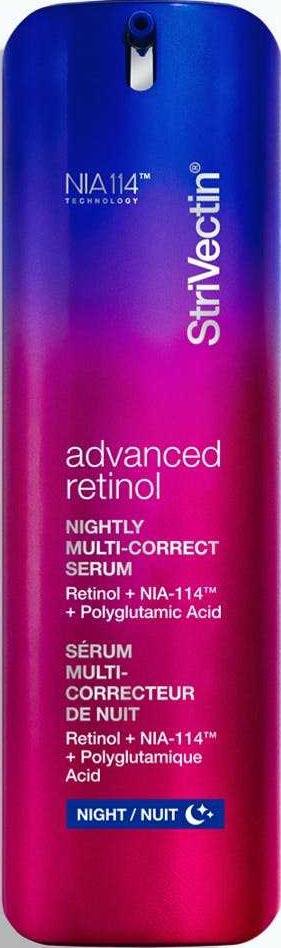 NIA114™
TECHNOLOGY
StriVectin®
advanced
retinol
NIGHTLY
MULTI-CORRECT
SERUM
Retinol + NIA-114™
+ Polyglutamic Acid
SÉRUM
MULTI-
CORRECTEUR
DE NUIT
Retinol + NIA-114™
+ Polyglutamique
Acid
NIGHT / NUIT